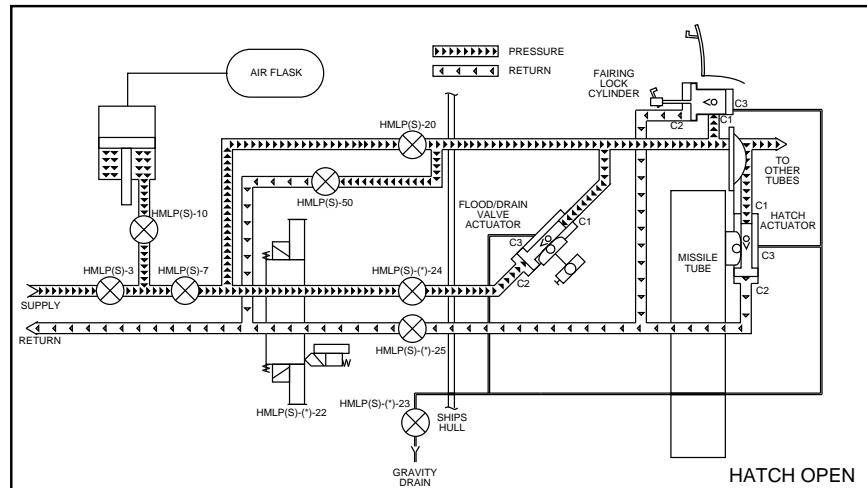 AIR FLASK
PRESSURE
RETURN
FAIRING
LOCK
CYLINDER
C3
C1
C2
HMLP(S)-20
TO
OTHER
TUBES
HMLP(S)-50
HMLP(S)-10
FLOOD/DRAIN
VALVE
ACTUATOR
C1
C3
C2
C1
HATCH
ACTUATOR
C3
C2
MISSILE
TUBE
HMLP(S)-3
HMLP(S)-7
HMLP(S)-(*)-24
SUPPLY
RETURN
HMLP(S)-(*)-25
HMLP(S)-(*)-22
HMLP(S)-(*)-23
SHIPS
HULL
GRAVITY
DRAIN
HATCH OPEN